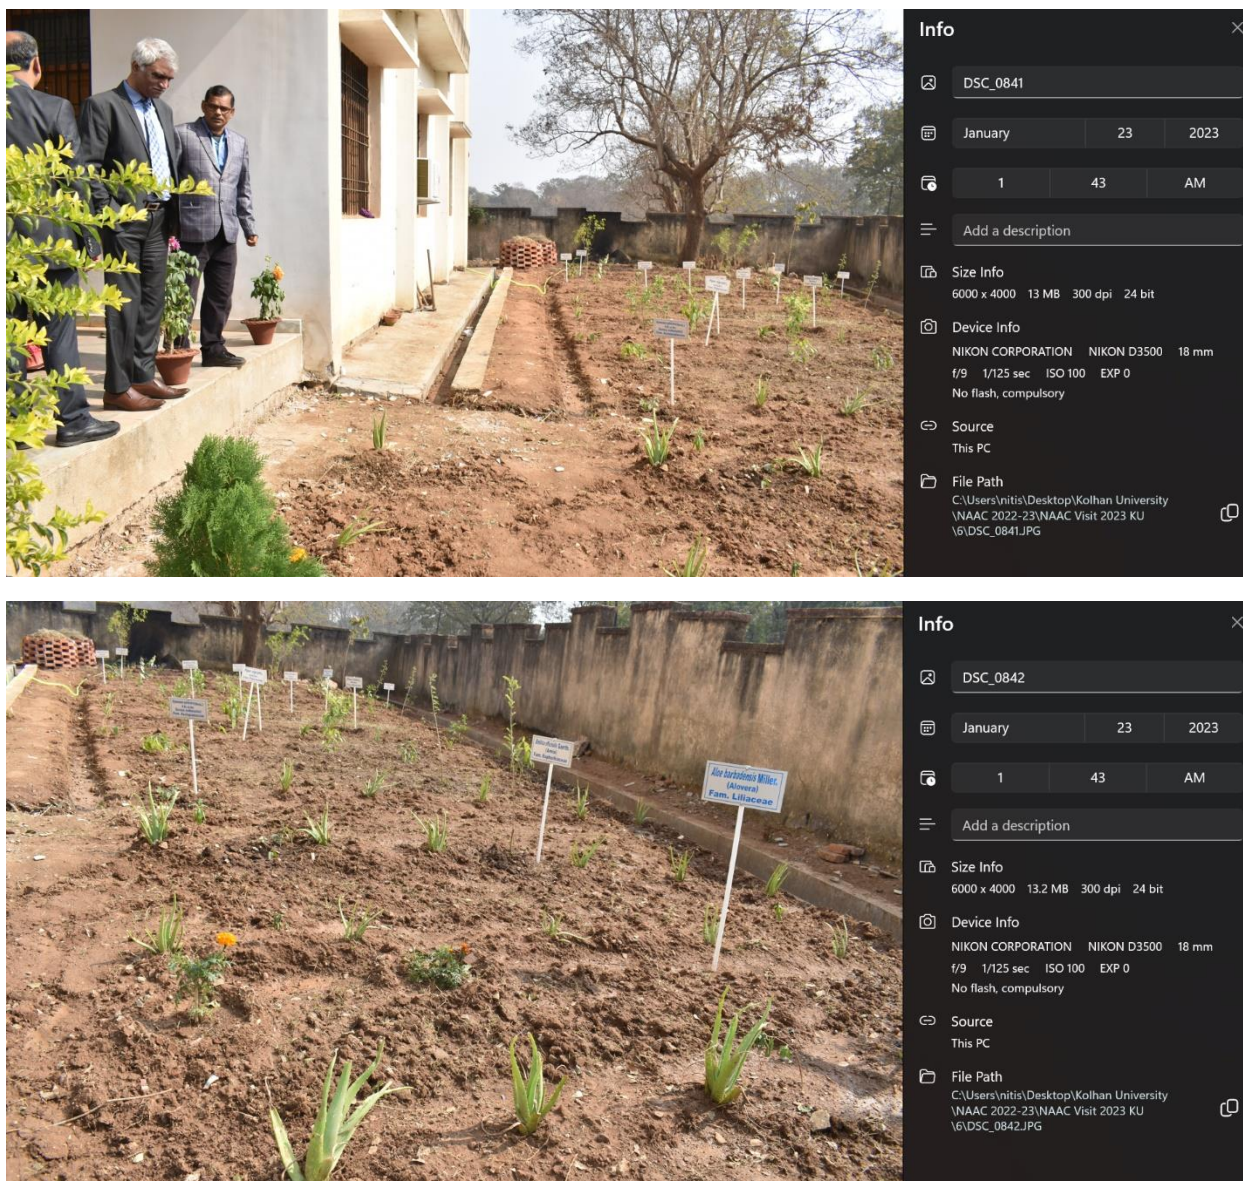 Info
DSC_0841
January 23 2023
1 43 AM
Add a description
Size Info
6000 x 4000 13 MB 300 dpi 24 bit
Device Info
NIKON CORPORATION NIKON D3500 18 mm
f/9 1/125 sec ISO 100 EXP 0
No flash, compulsory
Source
This PC
File Path
C:\Users\nitis\Desktop\Kolhan University
\NAAC 2022-23\NAAC Visit 2023 KU
\6\DSC_0841.JPG
Aloe barbadensis Miller.
(Alovera)
Fam. Liliaceae
Info
DSC_0842
January 23 2023
1 43 AM
Add a description
Size Info
6000 x 4000 13.2 MB 300 dpi 24 bit
Device Info
NIKON CORPORATION NIKON D3500 18 mm
f/9 1/125 sec ISO 100 EXP 0
No flash, compulsory
Source
This PC
File Path
C:\Users\nitis\Desktop\Kolhan University
\NAAC 2022-23\NAAC Visit 2023 KU
\6\DSC_0842.JPG